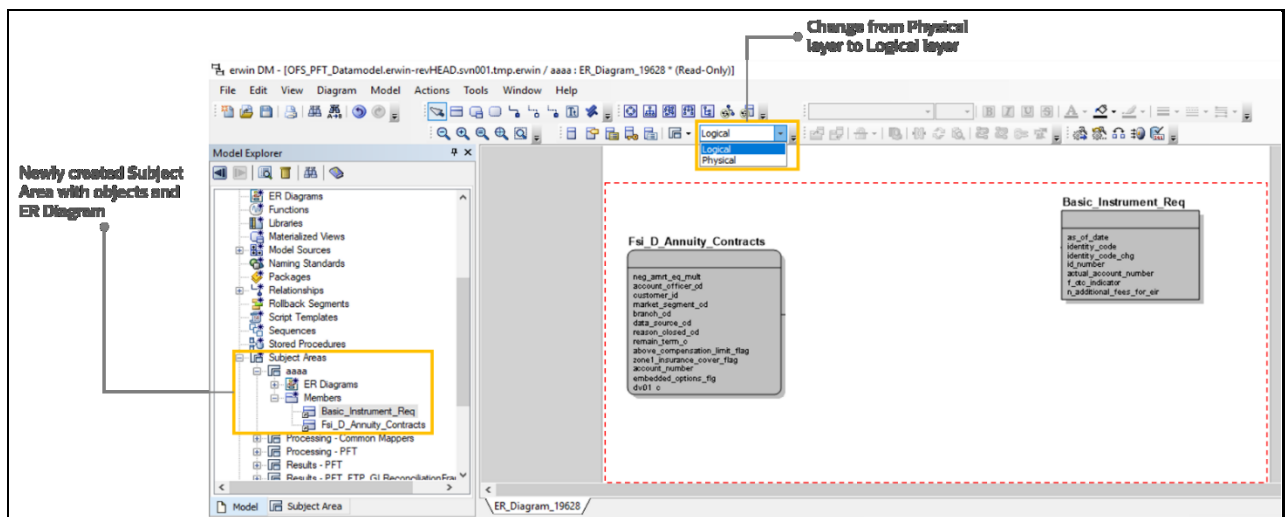 Change from Physical
layer to Logical layer
erwin DM - [OFS_PFT_Datamodel.erwin-revHEAD.svn001.tmp.erwin / aaaa : ER_Diagram_19628 * (Read-Only)]
File Edit View Diagram Model Actions Tools Window Help
Logical
Logical
Physical
Model Explorer
Newly created Subject
Area with objects and
ER Diagram
ER Diagrams
Functions
Libraries
Materialized Views
Model Sources
Naming Standards
Packages
Relationships
Rollback Segments
Script Templates
Sequences
Stored Procedures
Subject Areas
aaaa
ER Diagrams
Members
Basic_Instrument_Req
Fsi_D_Annuity_Contracts
Processing - Common Mappers
Processing - PFT
Results - PFT
Model Subject Area
Fsi_D_Annuity_Contracts
neg_amrt_eq_mult
account_officer_cd
customer_id
market_segment_cd
branch_cd
data_source_cd
reason_closed_cd
remain_term_c
above_compensation_limit_flag
zone1_insurance_cover_flag
account_number
embedded_options_flg
dv01_c
Basic_Instrument_Req
as_of_date
identity_code
identity_code_chg
id_number
actual_account_number
f_otc_indicator
n_additional_fees_for_eir
ER_Diagram_19628